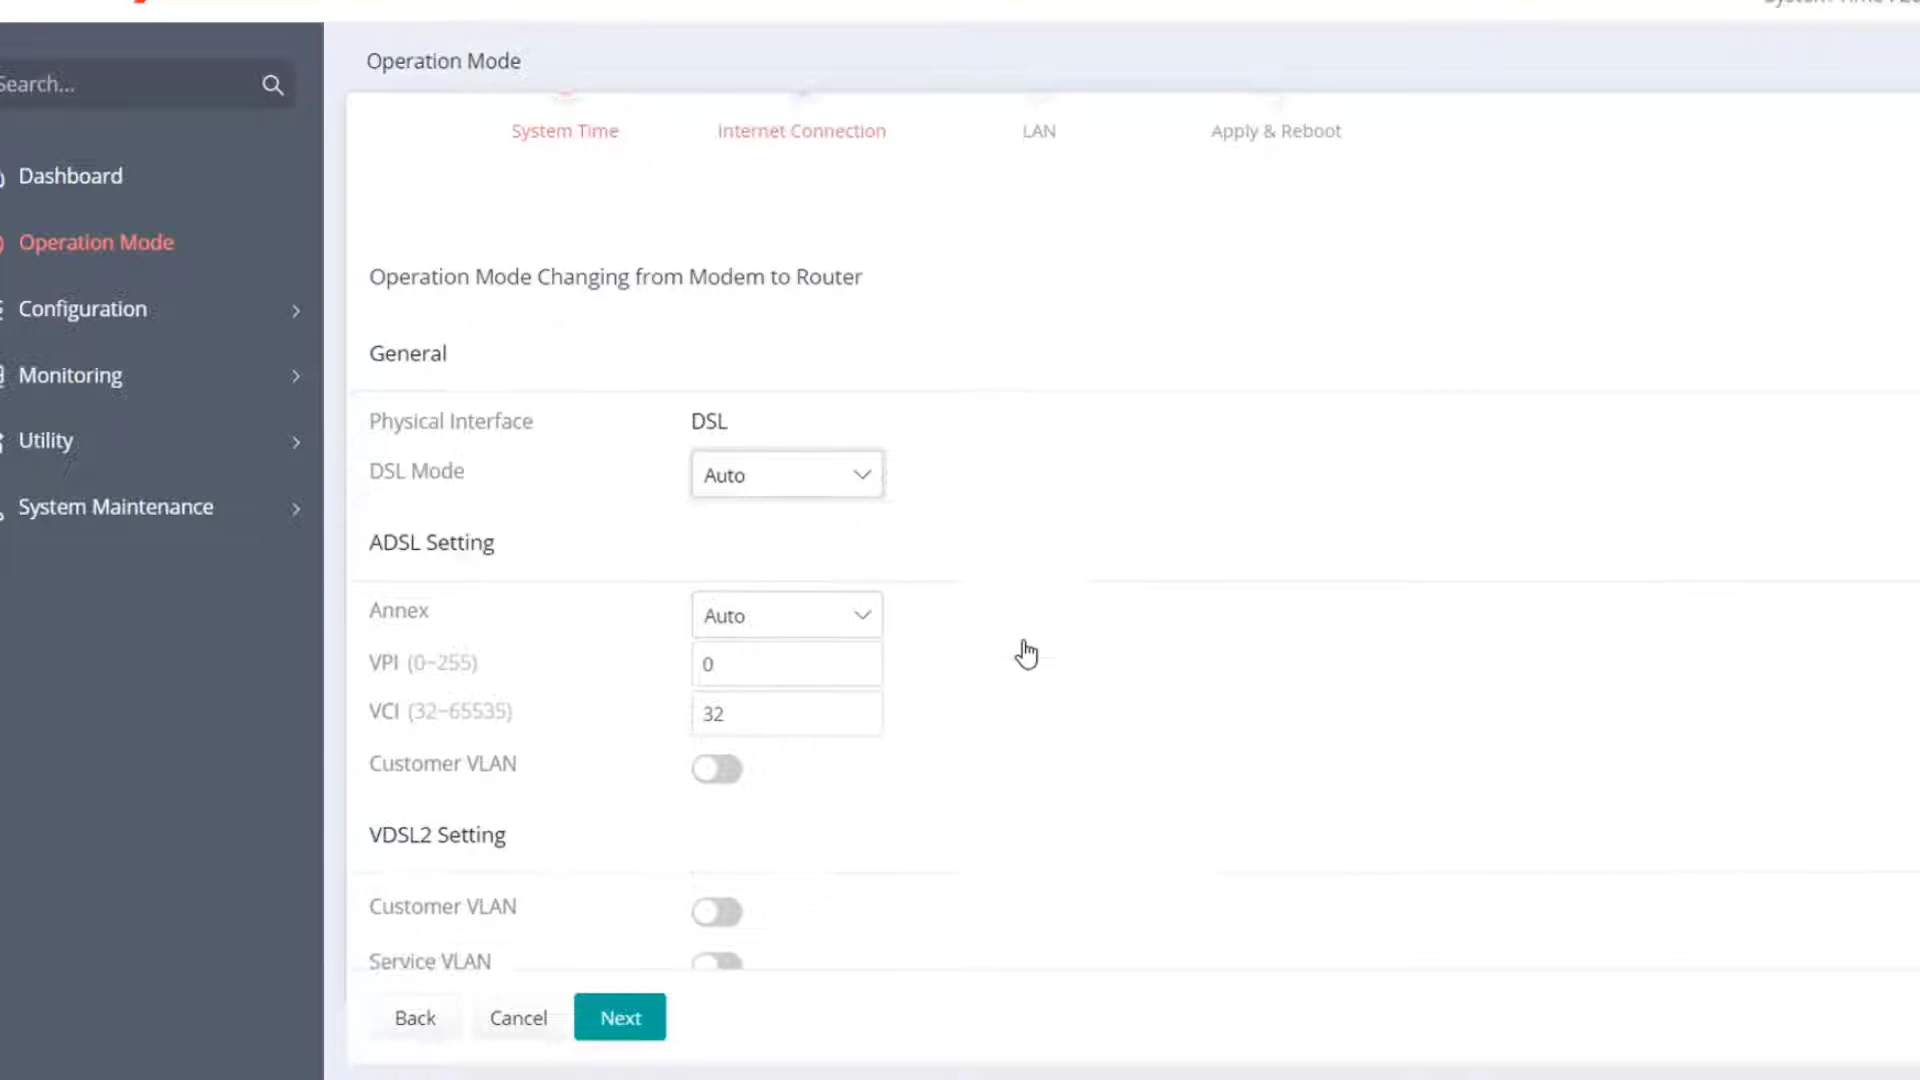 Search...
Operation Mode
System Time
Internet Connection
LAN
Apply & Reboot
Dashboard
Operation Mode
Configuration
Monitoring
Utility
System Maintenance
Operation Mode Changing from Modem to Router
General
Physical Interface
DSL
DSL Mode
Auto
ADSL Setting
Annex
Auto
VPI (0~255)
0
VCI (32~65535)
32
Customer VLAN
VDSL2 Setting
Customer VLAN
Service VLAN
Back
Cancel
Next